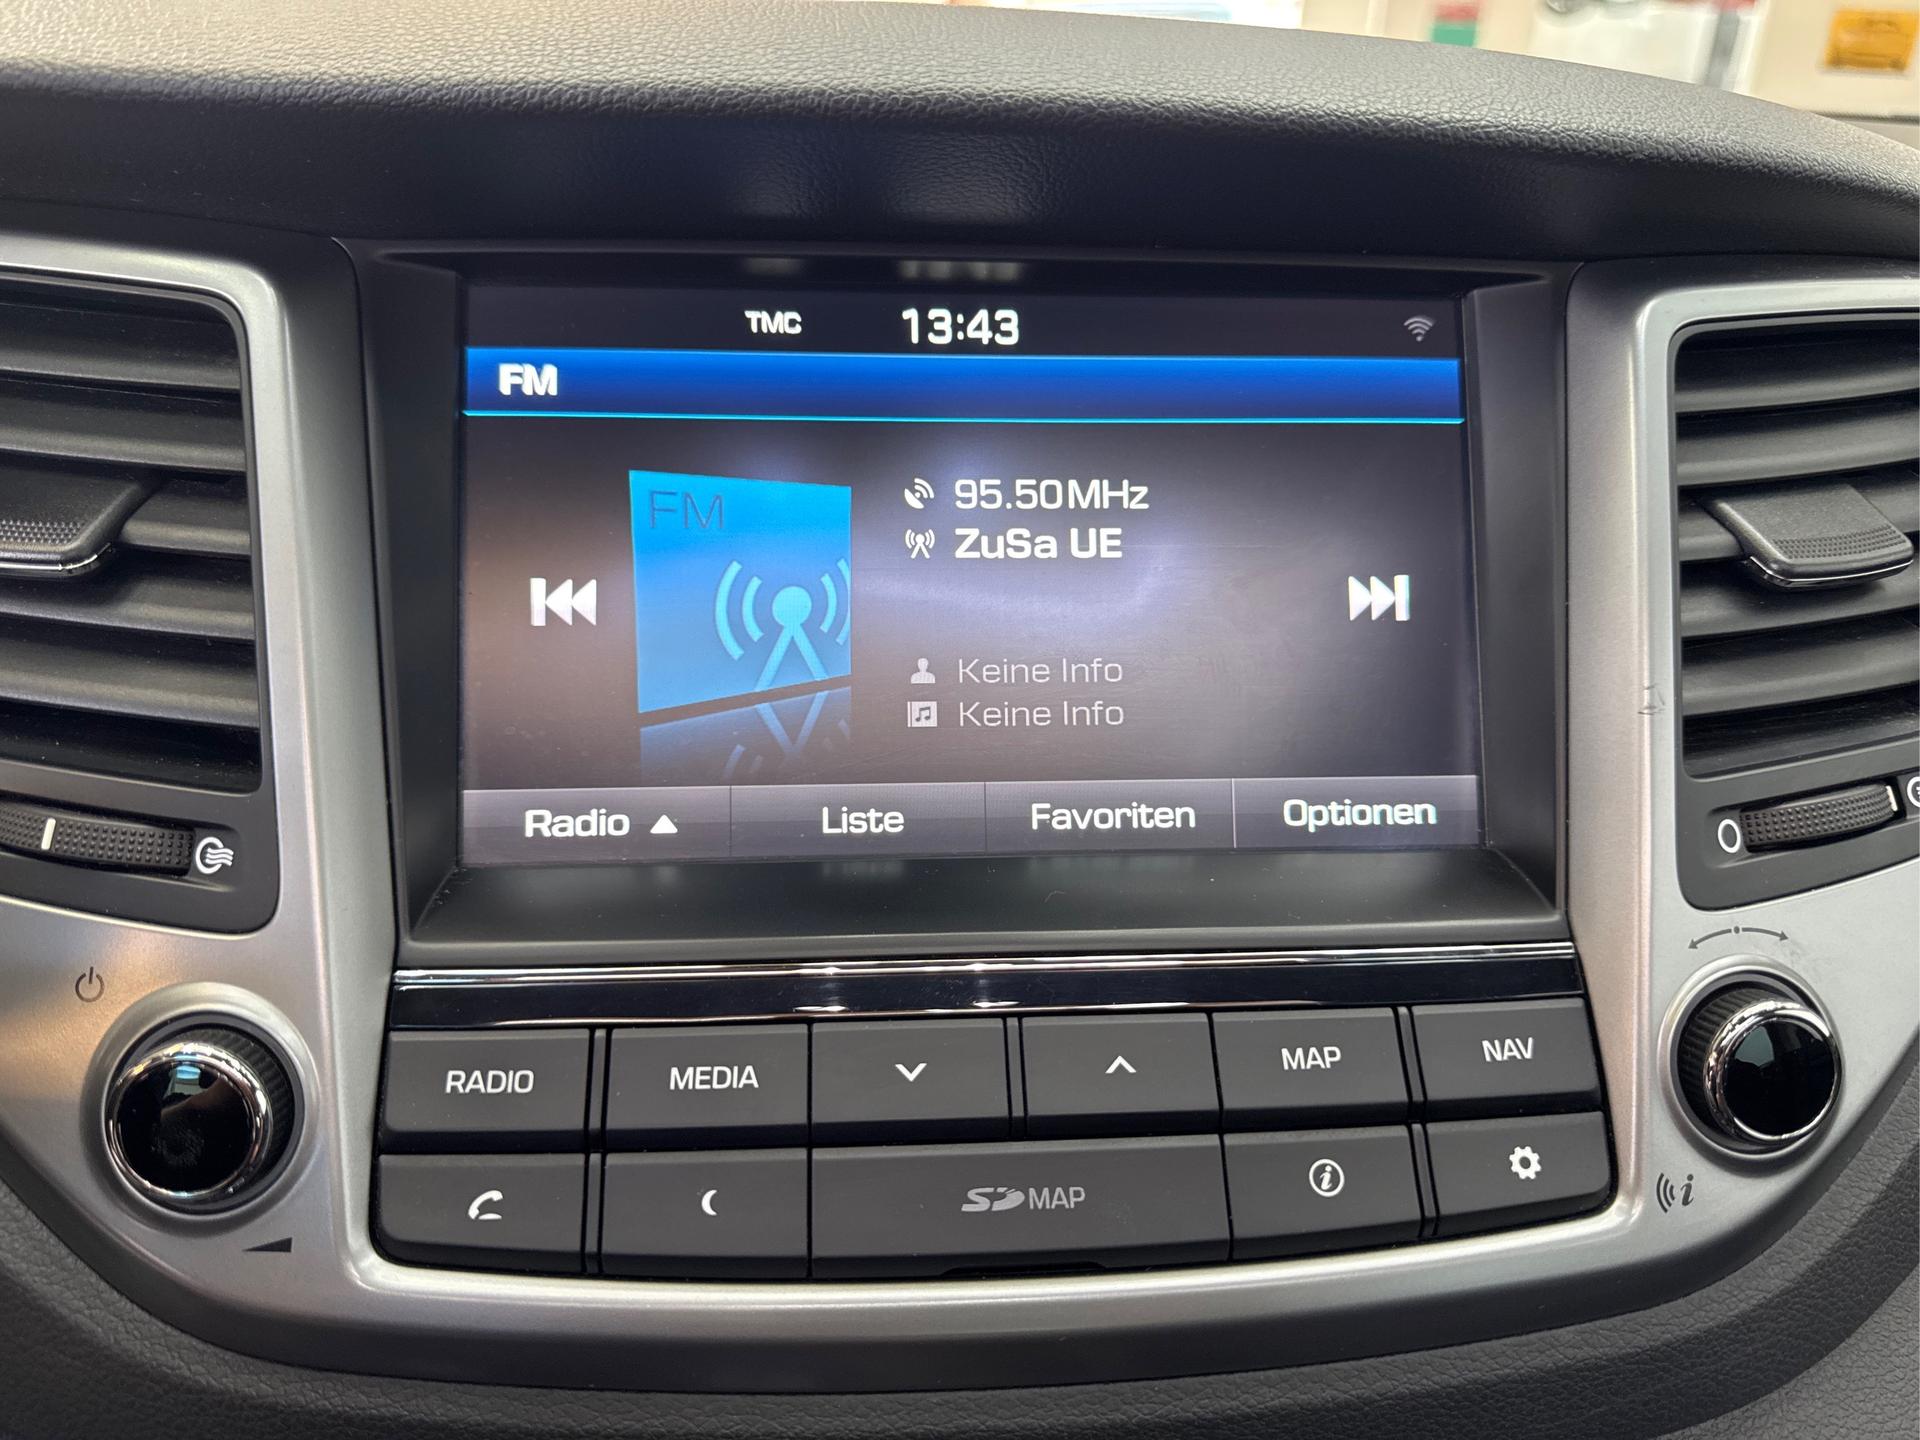 TMC 13:43
FM
FM
95.50MHz
ZuSa UE
Keine Info
Keine Info
Radio Liste Favoriten Optionen
RADIO MEDIA MAP NAV
SD MAP